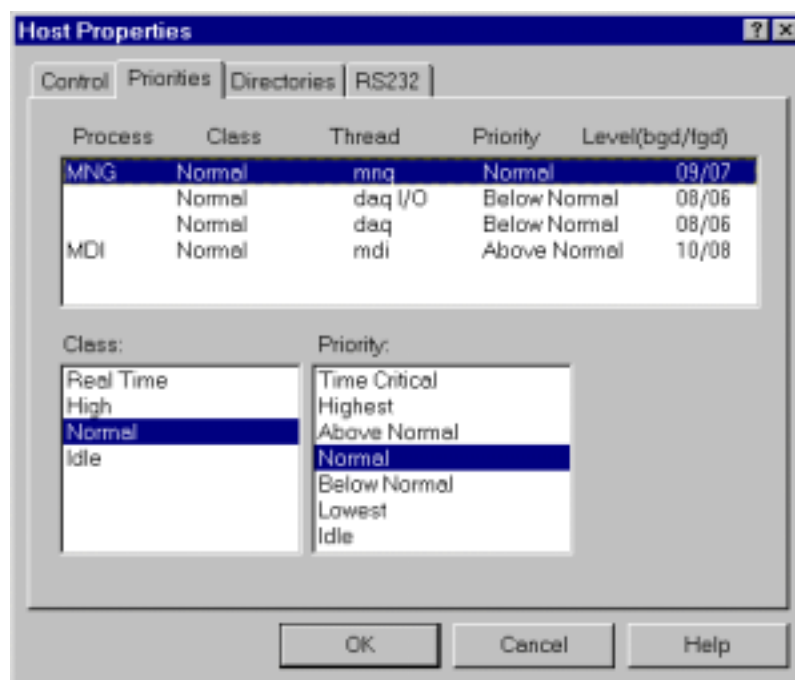 Host Properties
Control Priorities Directories RS232
Process Class Thread Priority Level(bgd/fgd)
MNG Normal mng Normal 09/07
Normal daq I/O Below Normal 08/06
Normal daq Below Normal 08/06
MDI Normal mdi Above Normal 10/08
Class: Priority:
Real Time Time Critical
High Highest
Normal Above Normal
Idle Normal
Below Normal
Lowest
Idle
OK Cancel Help